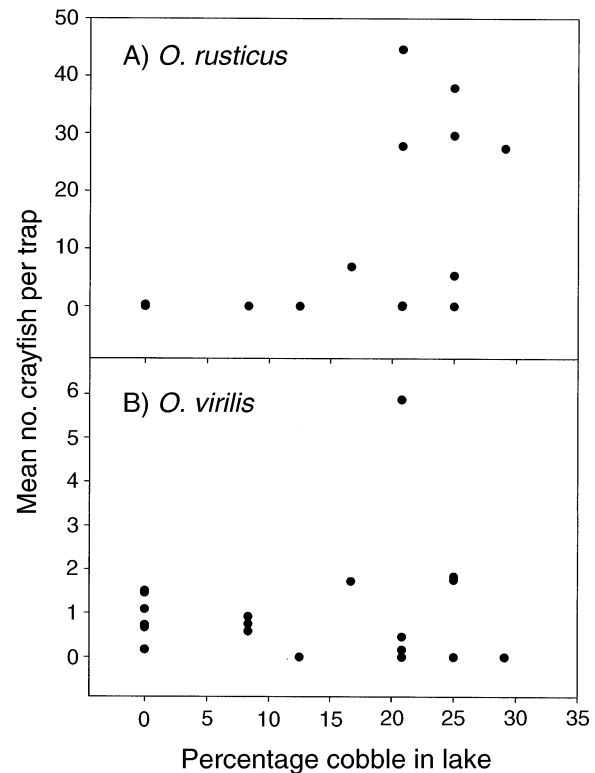 50
A) O. rusticus
40
30
20
10
0
Mean no. crayfish per trap
B) O. virilis
6
5
4
3
2
1
0
0 5 10 15 20 25 30 35
Percentage cobble in lake